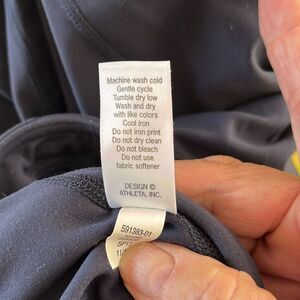 Machine wash cold
Gentle cycle
Tumble dry low
Wash and dry
with like colors
Cool iron
Do not iron print
Do not dry clean
Do not bleach
Do not use
fabric softener
DESIGN ©
ATHLETA, INC.
591383-01